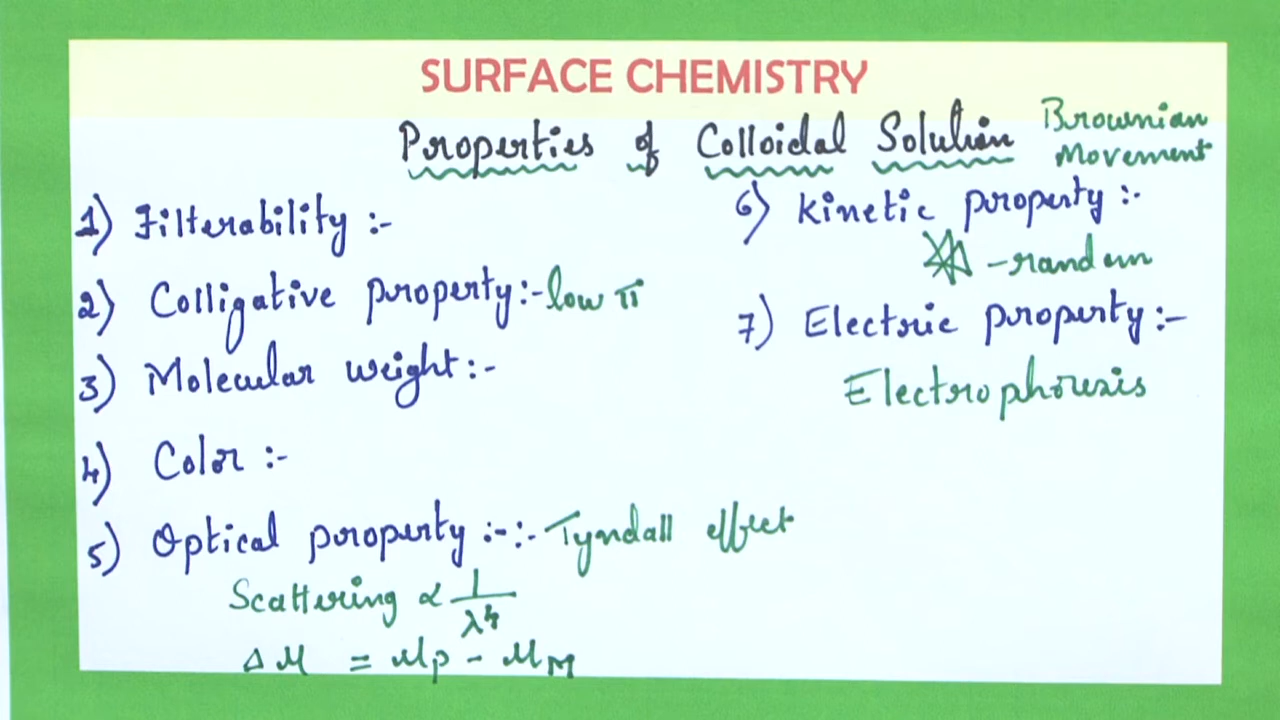 SURFACE CHEMISTRY
Properties of Colloidal Solution
1) Filterability :-
2) Colligative property:- low π
3) Molecular weight:-
4) Color :-
5) Optical property :-:- Tyndall effect
Scattering ∝ 1/λ⁴
Δμ = μp - μM
Brownian
Movement
6) Kinetic property :-
- random
7) Electric property :-
Electrophoresis